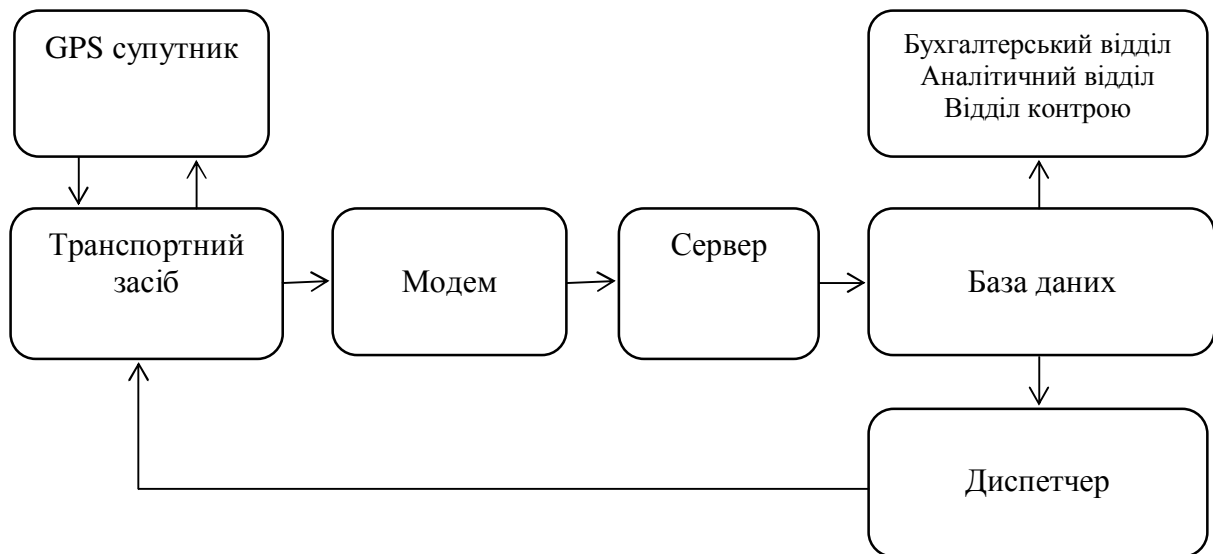 GPS супутник
Бухгалтерський відділ
Аналітичний відділ
Відділ контрою
Транспортний
засіб
Модем
Сервер
База даних
Диспетчер